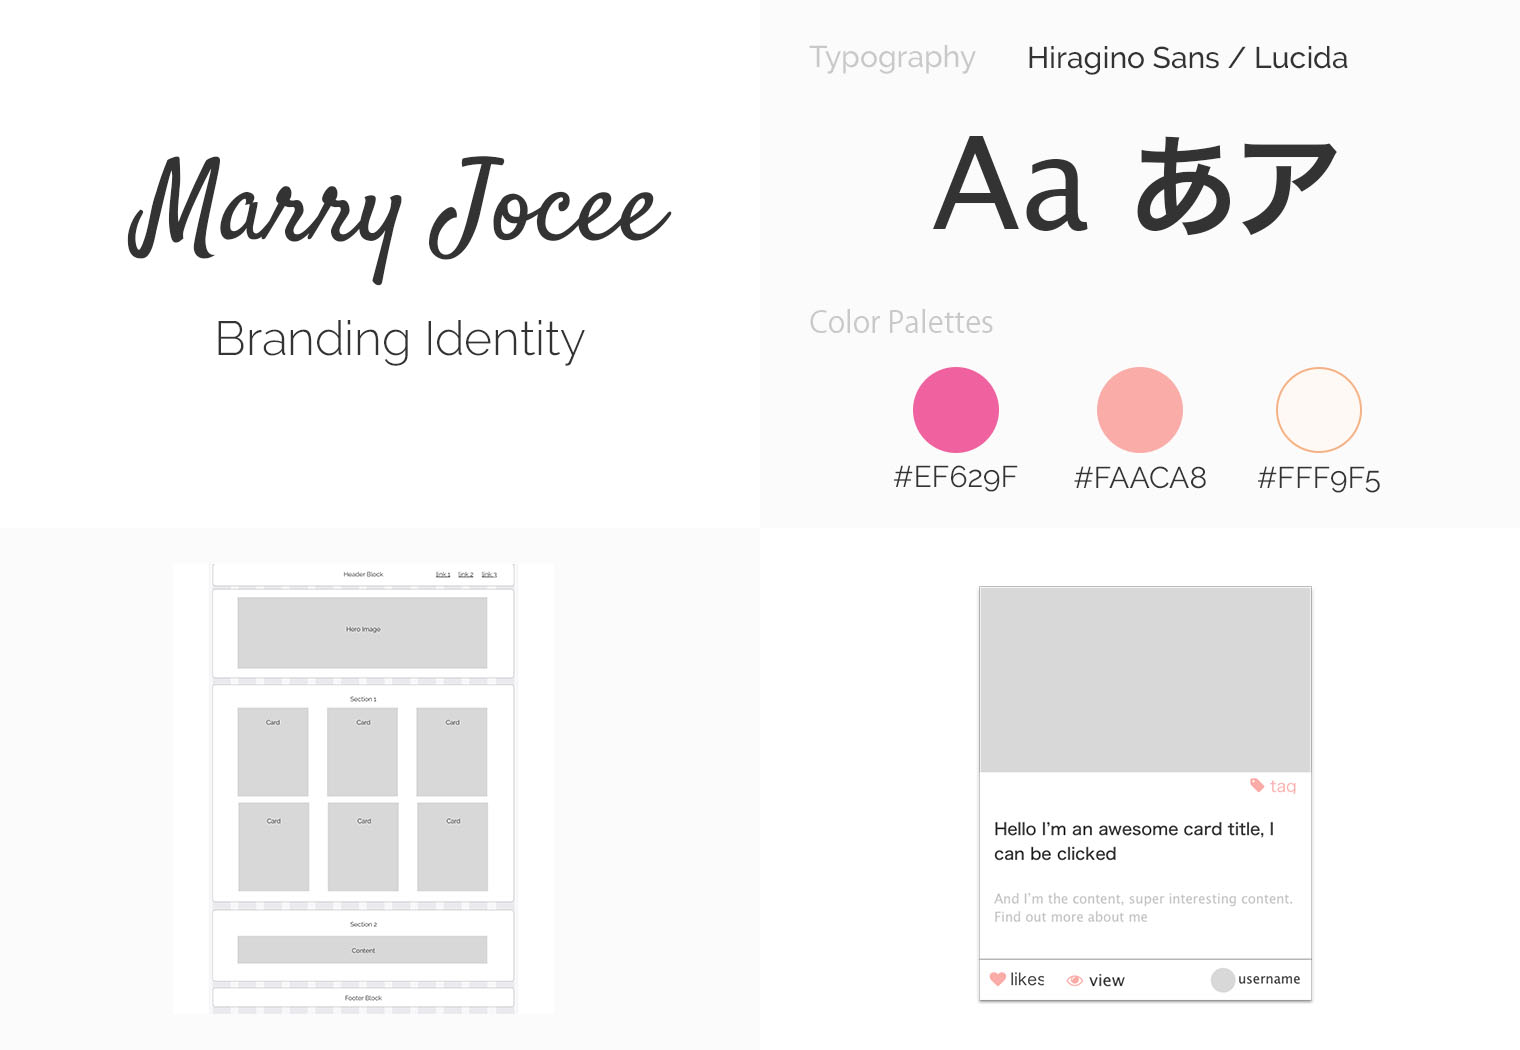 Marry Jocee
Branding Identity
Typography
Hiragino Sans / Lucida
Aa あア
Color Palettes
#EF629F
#FAACA8
#FFF9F5
Header Block
link 1
link 2
link 3
Hero Image
Section 1
Card
Card
Card
Card
Card
Card
Section 2
Content
Footer Block
tag
Hello I'm an awesome card title, I
can be clicked
And I'm the content, super interesting content.
Find out more about me
likes
view
username